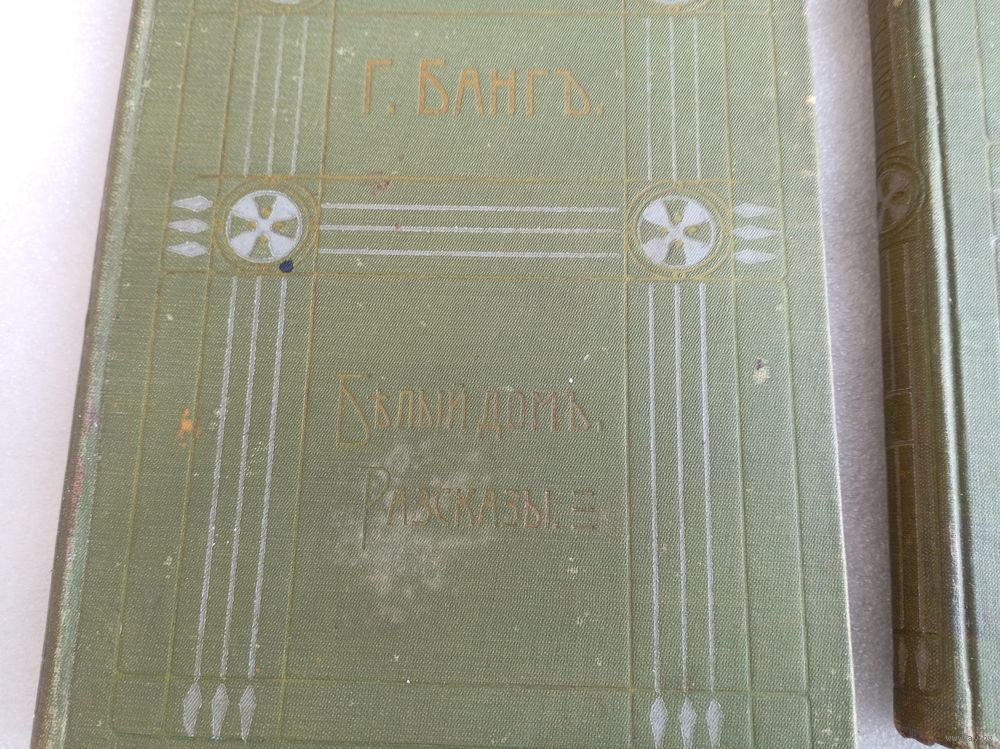 Г. Бангъ.
Бѣлый домъ.
Разсказы.